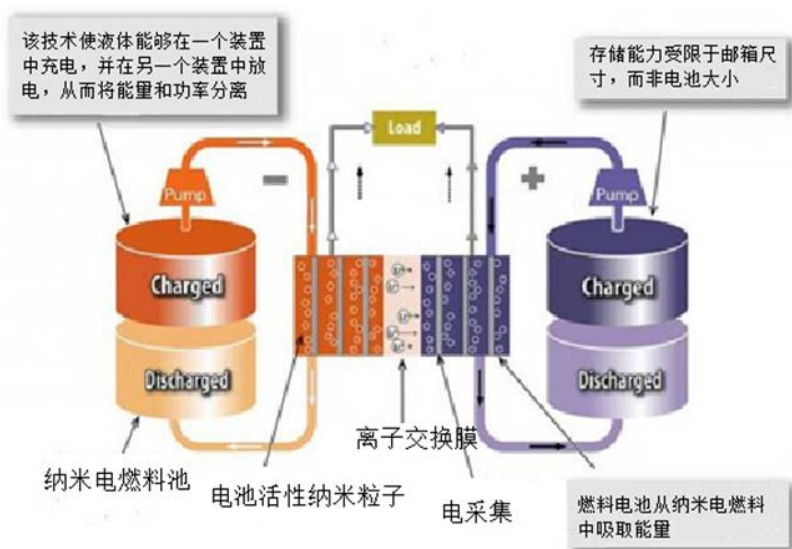 该技术使液体能够在一个装置
中充电，并在另一个装置中放
电，从而将能量和功率分离
存储能力受限于邮箱尺
寸，而非电池大小
Load
Pump
−
+
Pump
Charged
Charged
Discharged
Discharged
离子交换膜
纳米电燃料池
电池活性纳米粒子
电采集
燃料电池从纳米电燃料
中吸取能量